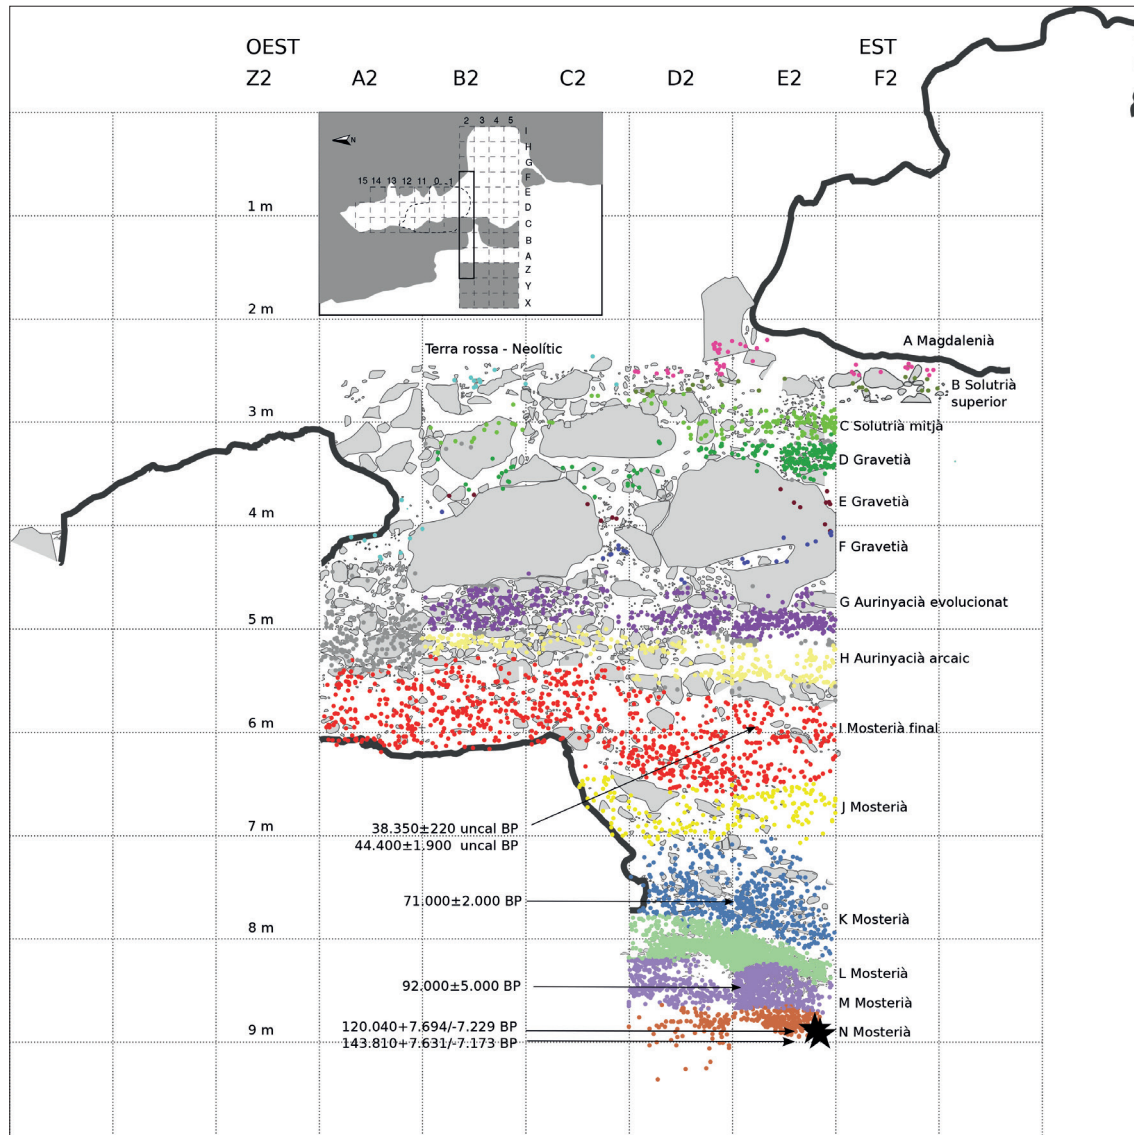 OEST
EST
Z2 A2 B2 C2 D2 E2 F2
2 3 4 5
N
I
H
G
F
15 14 13 12 11 0 -1
E
D
C
B
A
Z
Y
X
1 m
2 m
A Magdalenià
Terra rossa - Neolític
B Solutrià
superior
3 m
C Solutrià mitjà
D Gravetià
E Gravetià
4 m
F Gravetià
G Aurinyacià evolucionat
5 m
H Aurinyacià arcaic
6 m
I Mosterià final
J Mosterià
7 m
38.350±220 uncal BP
44.400±1.900 uncal BP
71.000±2.000 BP
K Mosterià
8 m
L Mosterià
92.000±5.000 BP
M Mosterià
120.040+7.694/-7.229 BP
9 m
N Mosterià
143.810+7.631/-7.173 BP